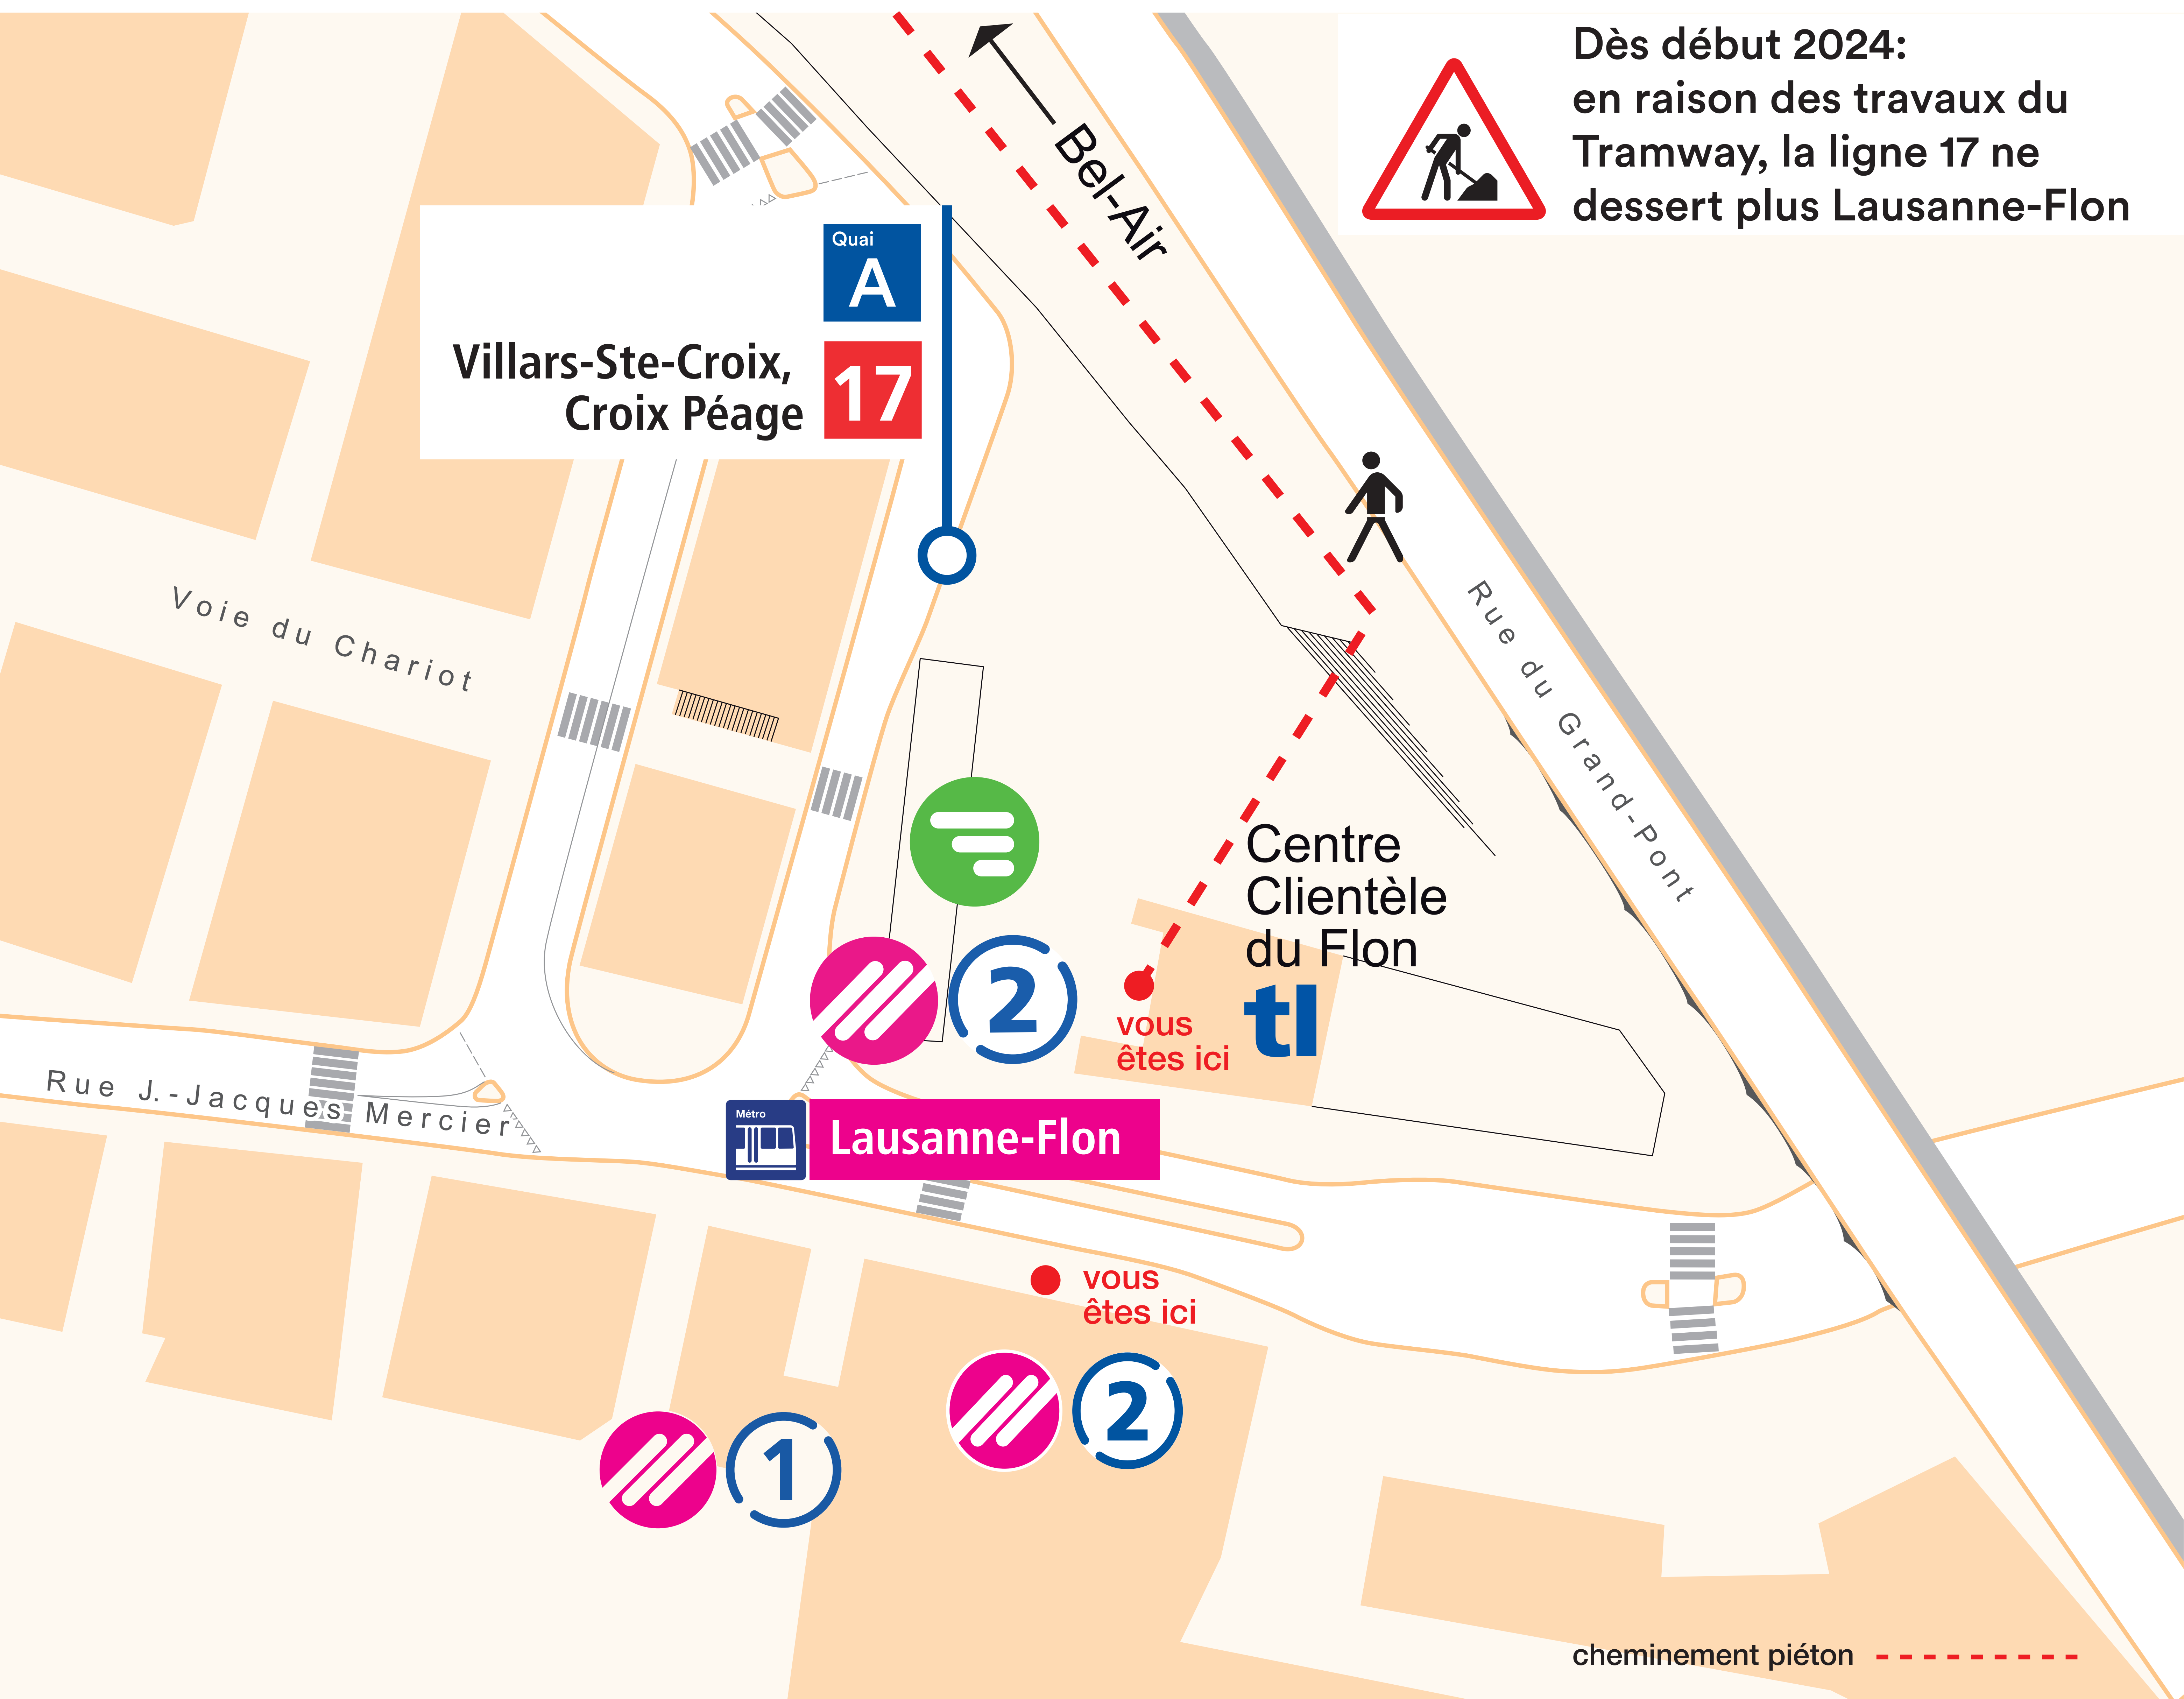 Dès début 2024:
en raison des travaux du
Tramway, la ligne 17 ne
dessert plus Lausanne-Flon
Bel-Air
Quai
A
Villars-Ste-Croix,
Croix Péage
17
Voie du Chariot
Rue du Grand-Pont
Centre
Clientèle
du Flon
tl
2
vous
êtes ici
Rue J.-Jacques Mercier
Métro
Lausanne-Flon
vous
êtes ici
2
1
cheminement piéton